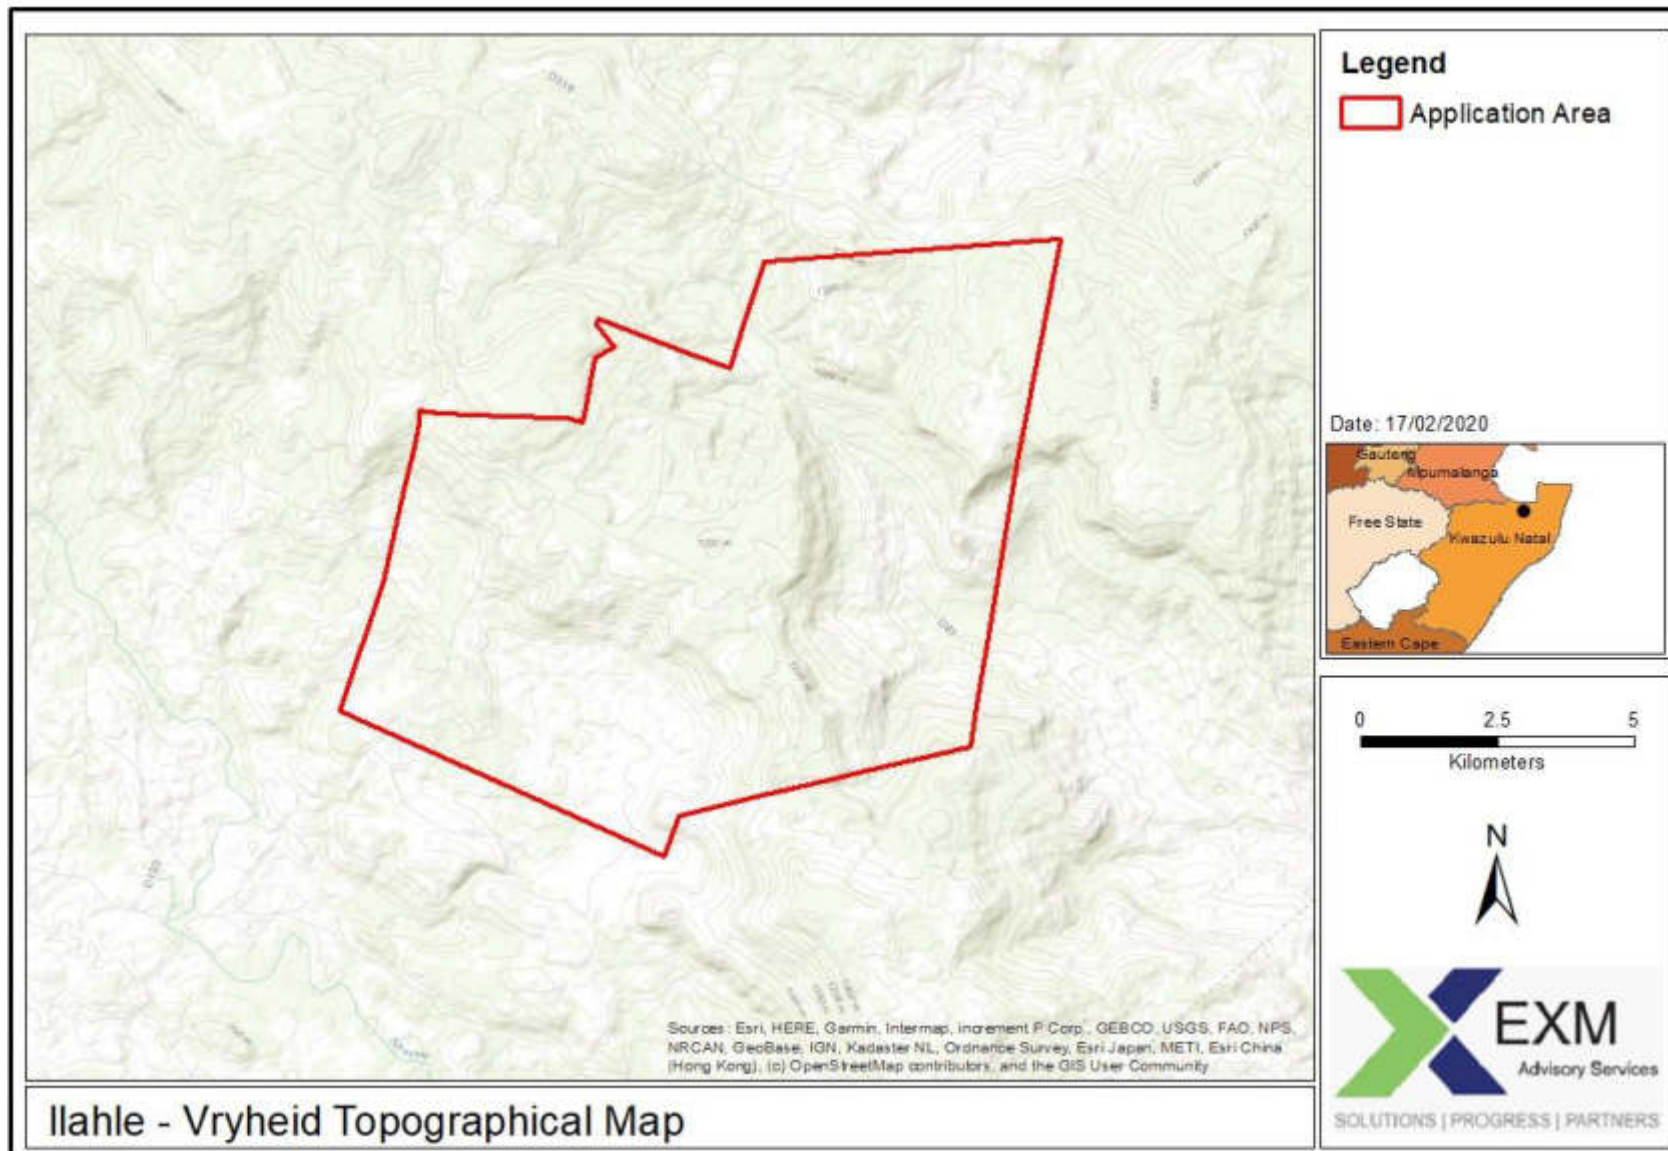 Legend
Application Area
Date: 17/02/2020
Gauteng
Mpumalanga
Free State
Kwazulu Natal
Eastern Cape
0 2.5 5
Kilometers
N
EXM
Advisory Services
SOLUTIONS | PROGRESS | PARTNERS
D87
Sources: Esri, HERE, Garmin, Intermap, increment P Corp., GEBCO, USGS, FAO, NPS,
NRCAN, GeoBase, IGN, Kadaster NL, Ordnance Survey, Esri Japan, METI, Esri China
(Hong Kong), (c) OpenStreetMap contributors, and the GIS User Community
Ilahle - Vryheid Topographical Map